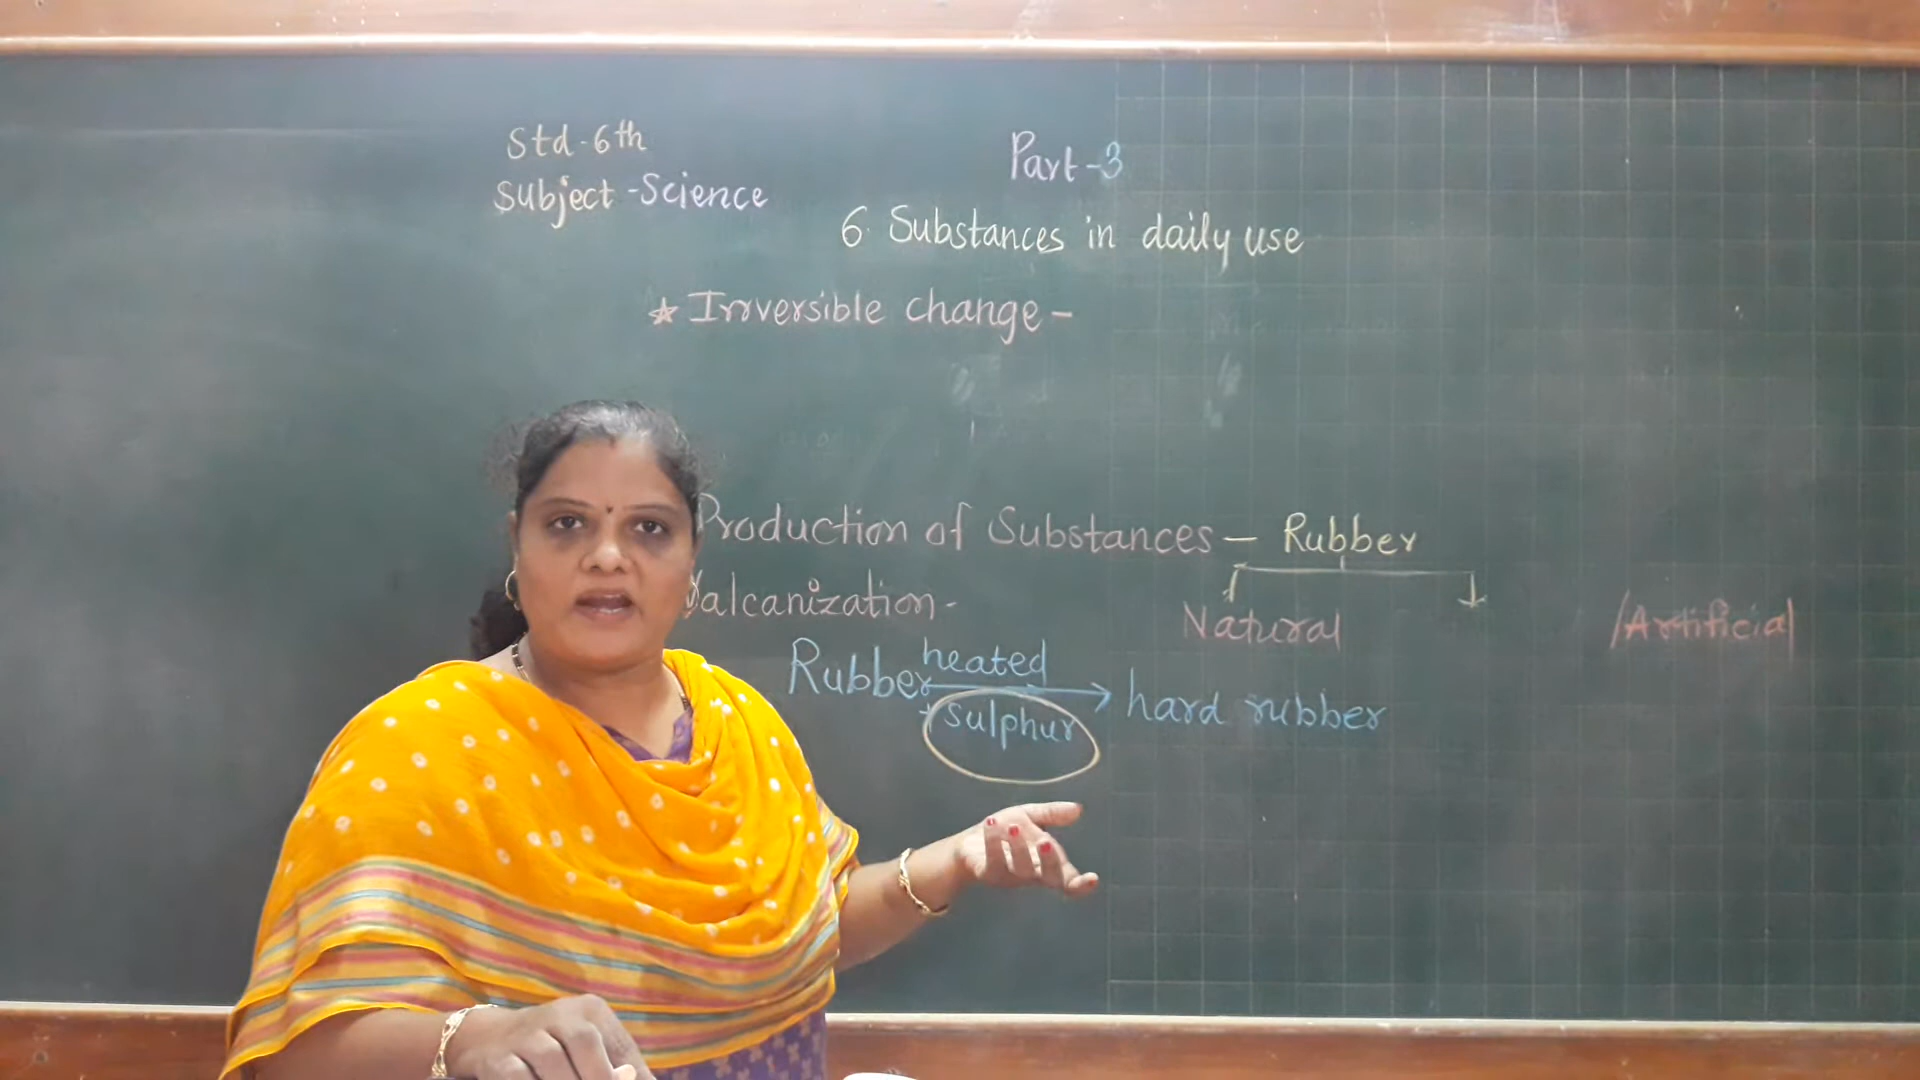 Std-6th
Subject-Science
Part-3
6. Substances in daily use
* Irrversible change-
Production of Substances - Rubber
Valcanization-
Natural
Artificial
Rubber heated → hard rubber
+ Sulphur